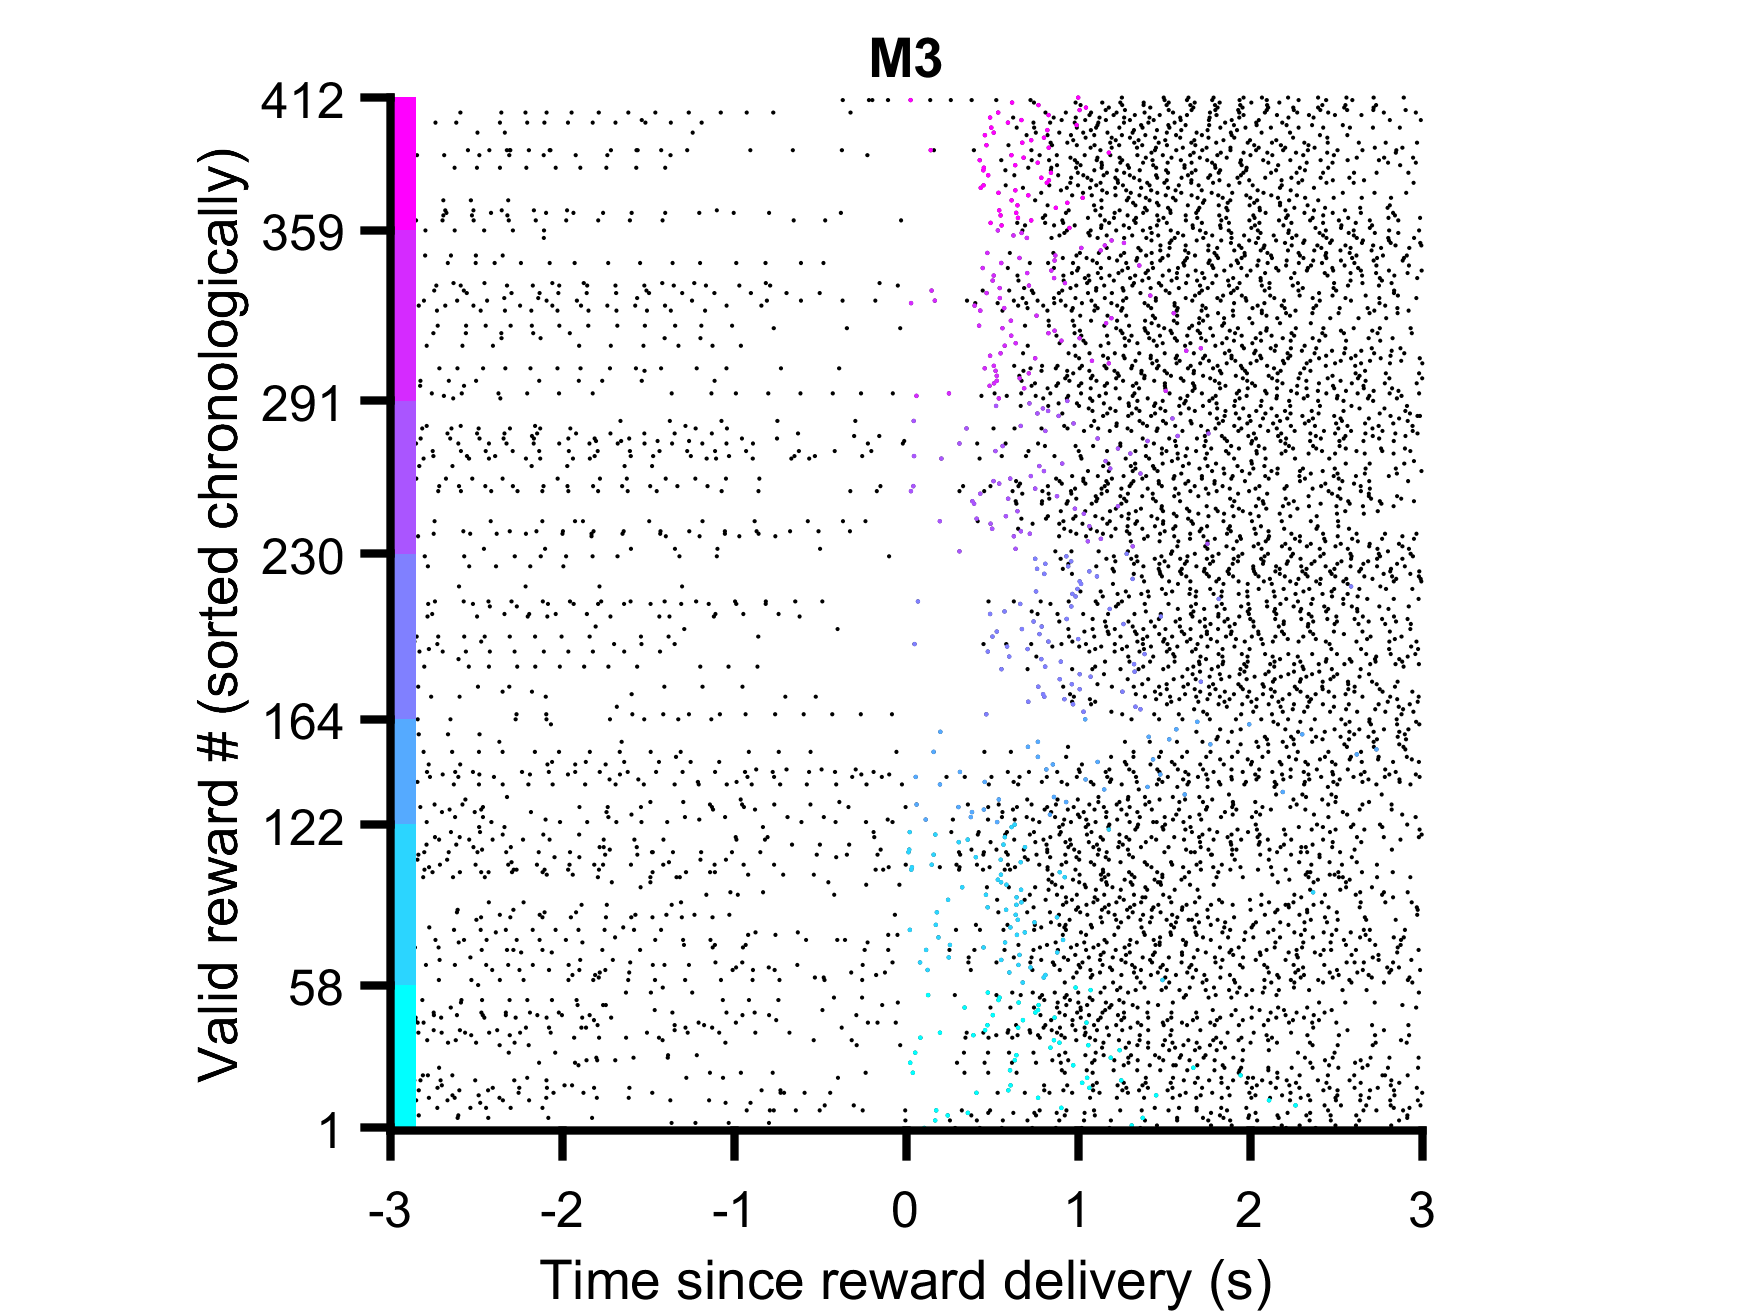 M3
Valid reward # (sorted chronologically)
412
359
291
230
164
122
58
1
-3 -2 -1 0 1 2 3
Time since reward delivery (s)